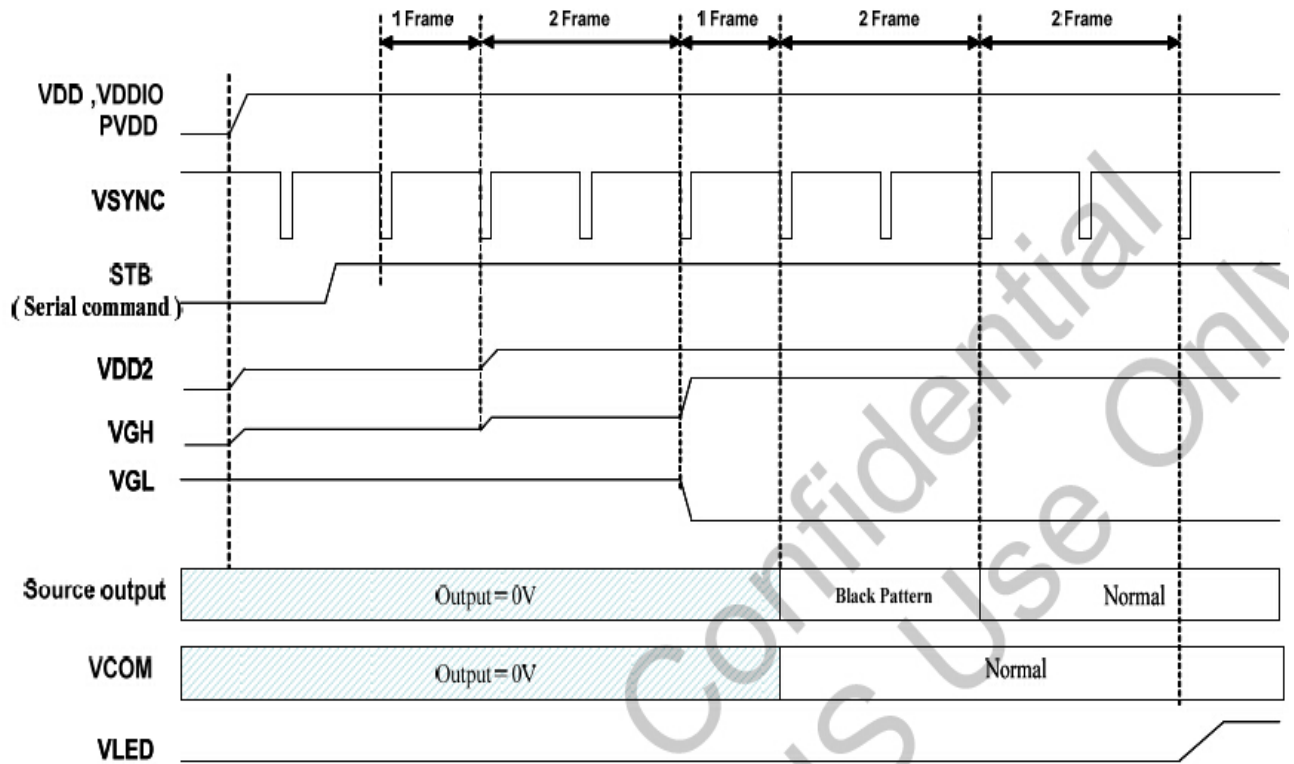 1 Frame
2 Frame
1 Frame
2 Frame
2 Frame
VDD ,VDDIO
PVDD
VSYNC
STB
( Serial command )
VDD2
VGH
VGL
Source output
Output = 0V
Black Pattern
Normal
VCOM
Output = 0V
Normal
VLED
Confidential
Use Only